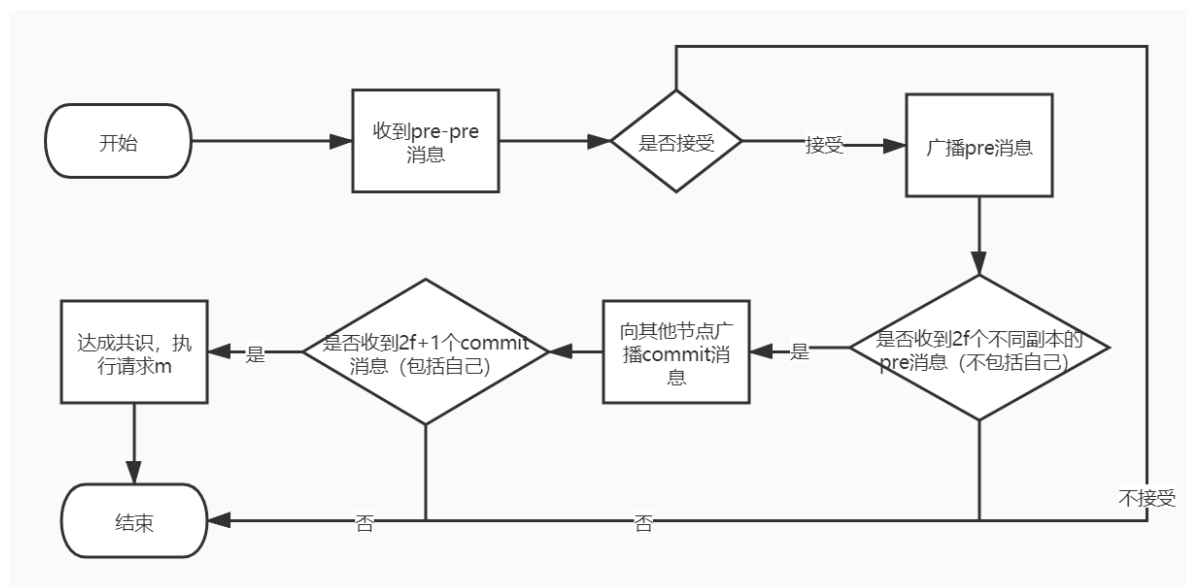 开始
收到pre-pre
消息
是否接受
接受
广播pre消息
是否收到2f个不同副本的
pre消息（不包括自己）
是
向其他节点广
播commit消
息
是否收到2f+1个commit
消息（包括自己）
是
达成共识，执
行请求m
结束
否
否
不接受